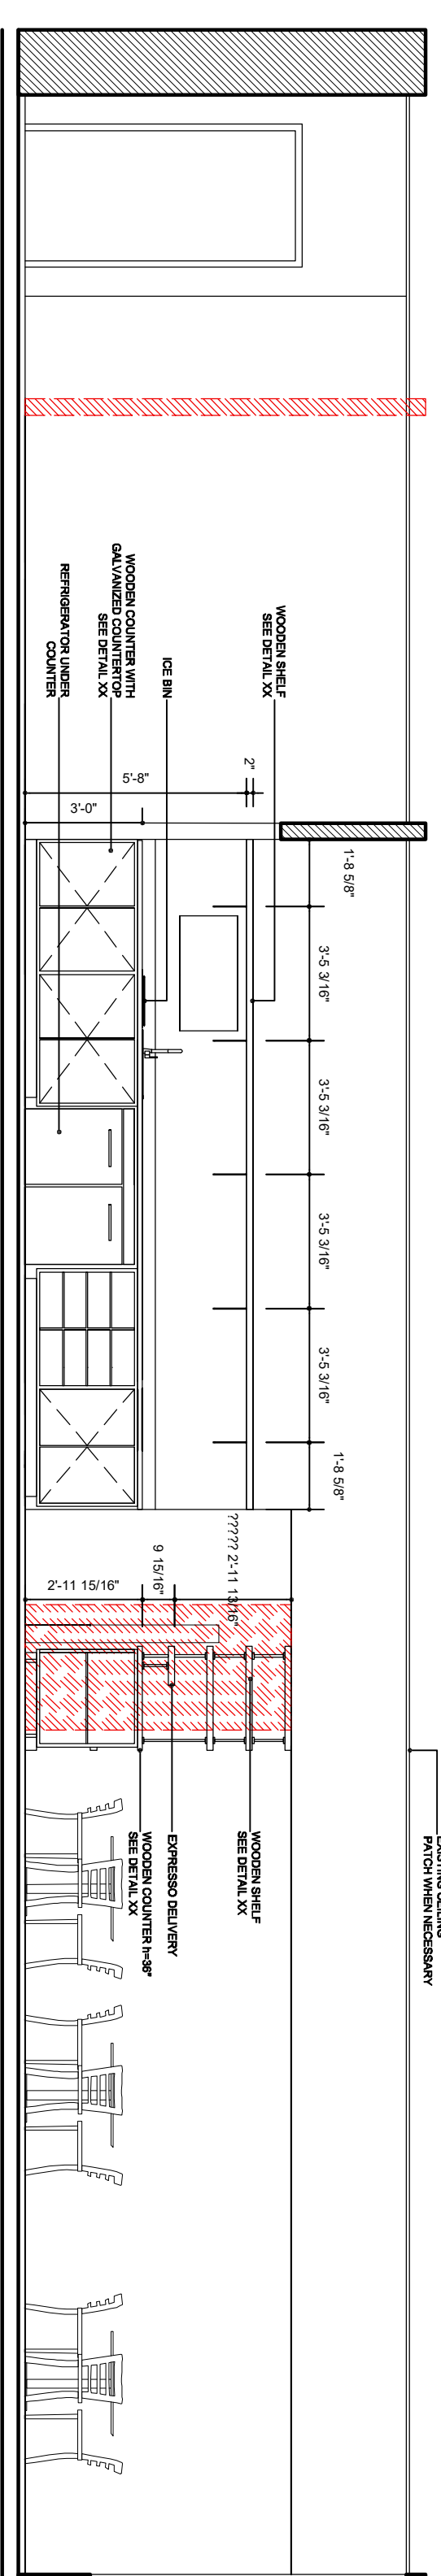 EXISTING CEILING
PATCH WHEN NECESSARY
1'-8 5/8"
3'-5 3/16"
3'-5 3/16"
3'-5 3/16"
3'-5 3/16"
1'-8 5/8"
WOODEN SHELF
SEE DETAIL XX
2"
5'-8"
3'-0"
ICE BIN
WOODEN COUNTER WITH
GALVANIZED COUNTERTOP
SEE DETAIL XX
REFRIGERATOR UNDER
COUNTER
????? 2'-11 13/16"
9 15/16"
2'-11 15/16"
WOODEN SHELF
SEE DETAIL XX
EXPRESSO DELIVERY
WOODEN COUNTER h=36"
SEE DETAIL XX